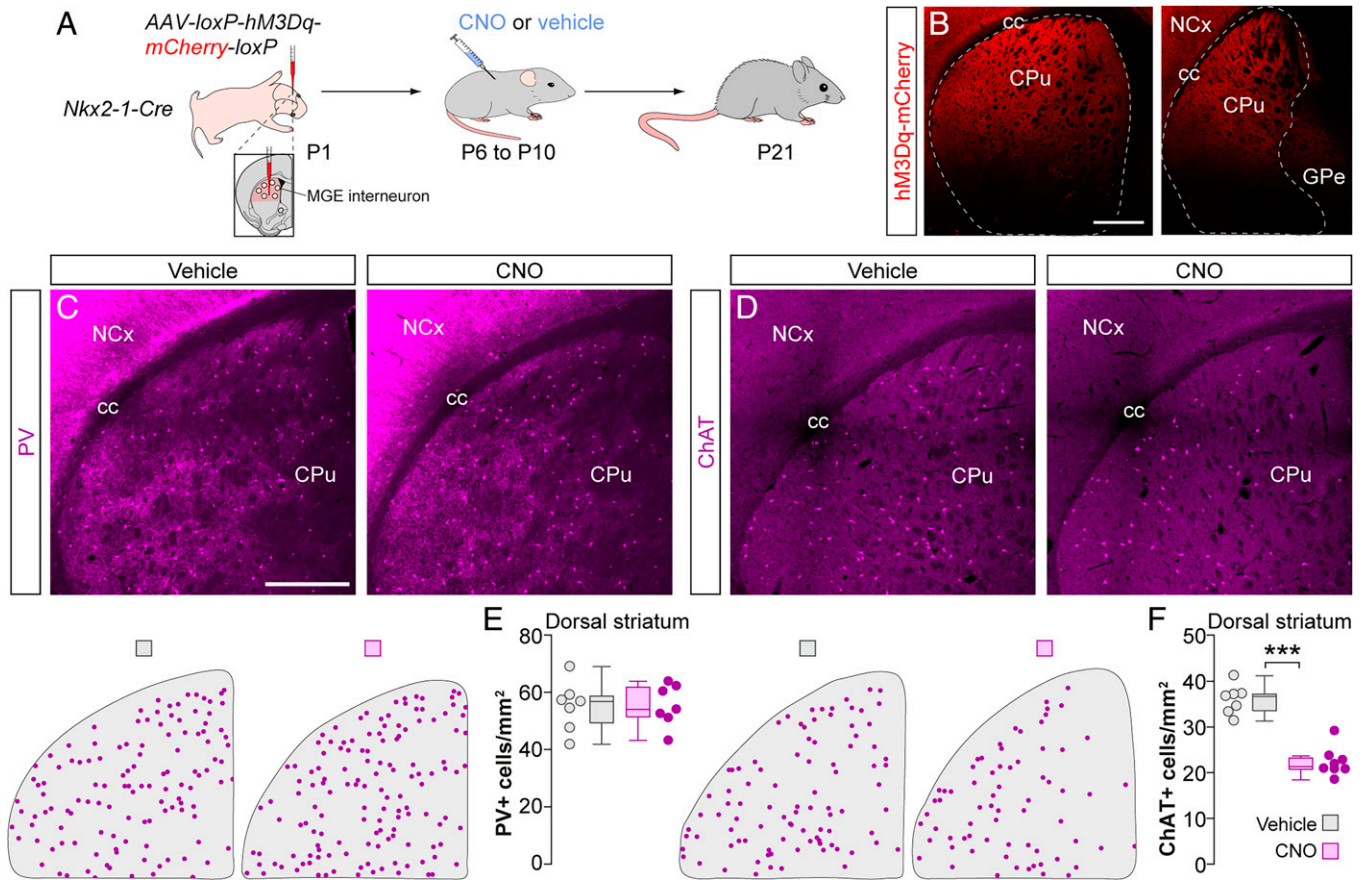 A
AAV-loxP-hM3Dq-
mCherry-loxP
Nkx2-1-Cre
P1
MGE interneuron
CNO or vehicle
P6 to P10
P21
B
hM3Dq-mCherry
cc
CPu
NCx
cc
CPu
GPe
Vehicle
CNO
Vehicle
CNO
PV
C
NCx
cc
CPu
NCx
cc
CPu
ChAT
D
NCx
cc
CPu
NCx
cc
CPu
E
Dorsal striatum
PV+ cells/mm²
80
60
40
20
0
F
Dorsal striatum
ChAT+ cells/mm²
50
40
30
20
10
0
***
Vehicle
CNO